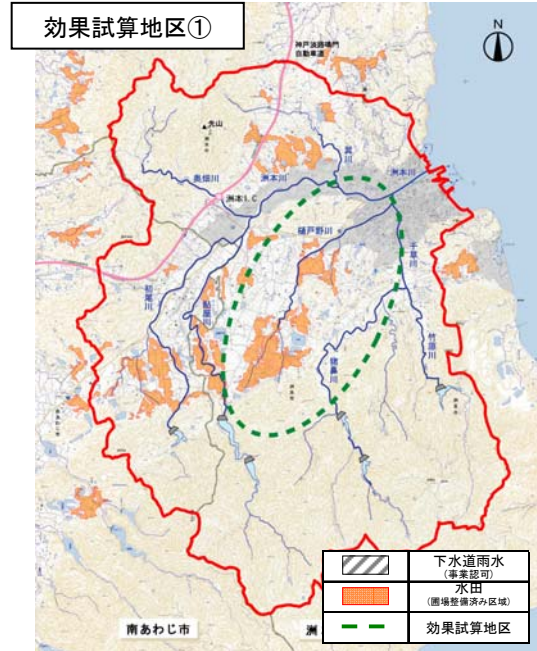 効果試算地区①
神戸淡路鳴門
自動車道
N
先山
奥畑川
洲本I.C
洲本川
樋戸野川
千草川
初尾川
鮎屋川
猪鼻川
竹原川
下水道雨水
(事業認可)
水田
(圃場整備済み区域)
効果試算地区
南あわじ市
洲